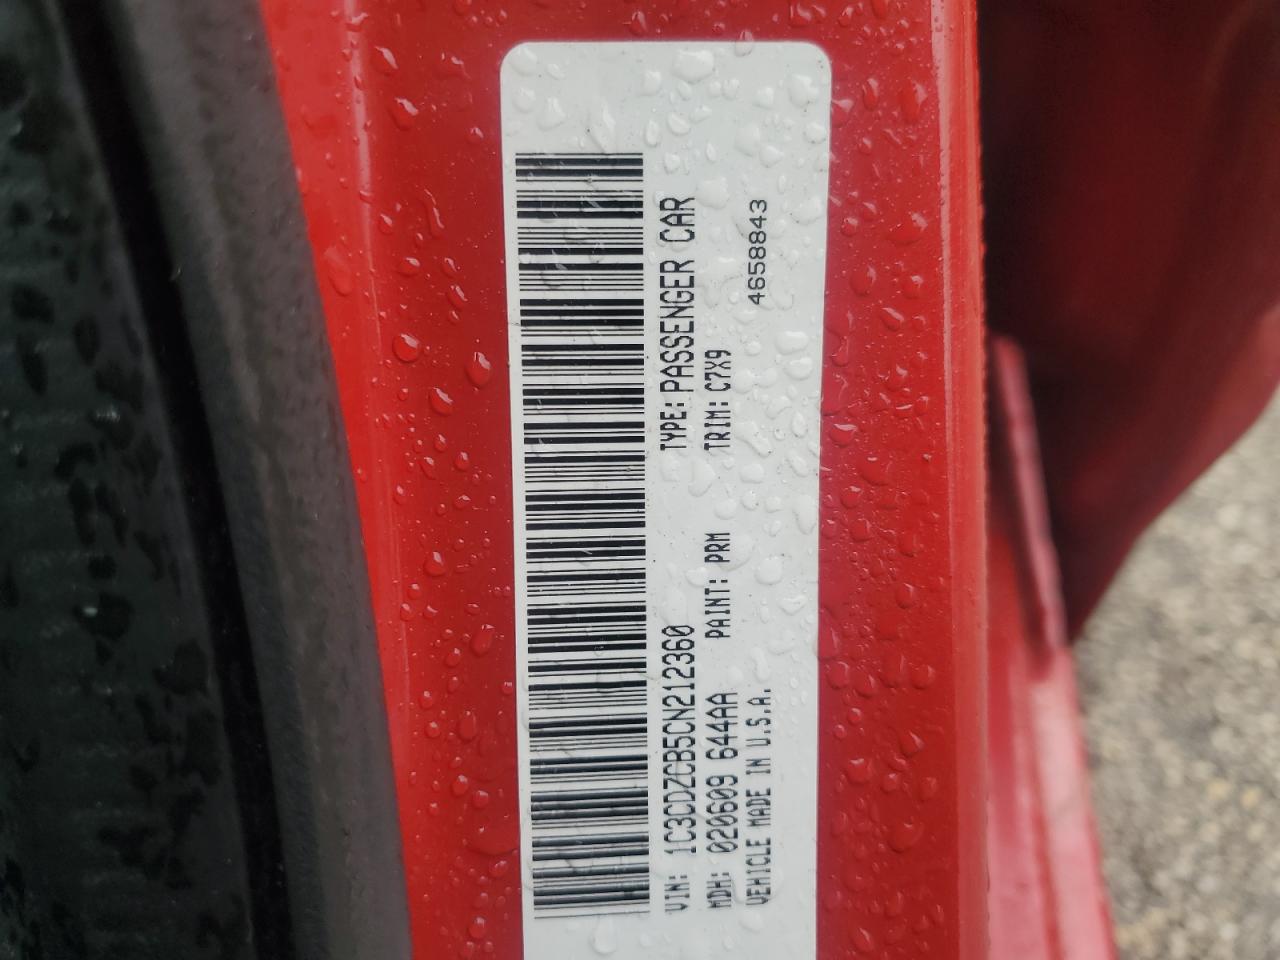 VIN: 1C3CDZCB5CN212360 TYPE: PASSENGER CAR
MDH: 020609 644AA PAINT: PRM TRIM: C7X9
VEHICLE MADE IN U.S.A. 4658843